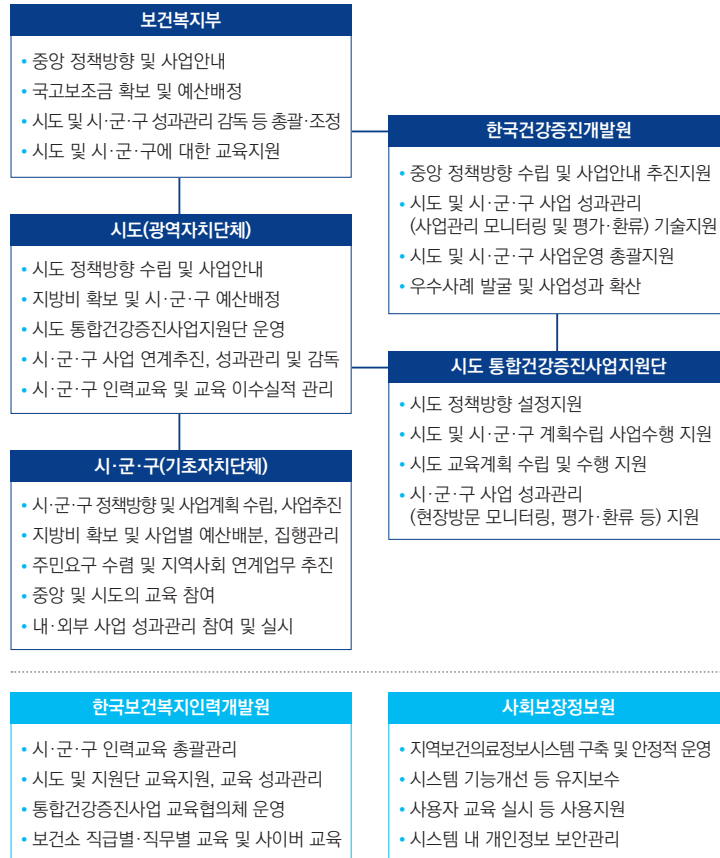 보건복지부
• 중앙 정책방향 및 사업안내
• 국고보조금 확보 및 예산배정
• 시도 및 시·군·구 성과관리 감독 등 총괄·조정
• 시도 및 시·군·구에 대한 교육지원
한국건강증진개발원
• 중앙 정책방향 수립 및 사업안내 추진지원
• 시도 및 시·군·구 사업 성과관리
(사업관리 모니터링 및 평가·환류) 기술지원
• 시도 및 시·군·구 사업운영 총괄지원
• 우수사례 발굴 및 사업성과 확산
시도(광역자치단체)
• 시도 정책방향 수립 및 사업안내
• 지방비 확보 및 시·군·구 예산배정
• 시도 통합건강증진사업지원단 운영
• 시·군·구 사업 연계추진, 성과관리 및 감독
• 시·군·구 인력교육 및 교육 이수실적 관리
시도 통합건강증진사업지원단
• 시도 정책방향 설정지원
• 시도 및 시·군·구 계획수립 사업수행 지원
• 시도 교육계획 수립 및 수행 지원
• 시·군·구 사업 성과관리
(현장방문 모니터링, 평가·환류 등) 지원
시·군·구(기초자치단체)
• 시·군·구 정책방향 및 사업계획 수립, 사업추진
• 지방비 확보 및 사업별 예산배분, 집행관리
• 주민요구 수렴 및 지역사회 연계업무 추진
• 중앙 및 시도의 교육 참여
• 내·외부 사업 성과관리 참여 및 실시
한국보건복지인력개발원
• 시·군·구 인력교육 총괄관리
• 시도 및 지원단 교육지원, 교육 성과관리
• 통합건강증진사업 교육협의체 운영
• 보건소 직급별·직무별 교육 및 사이버 교육
사회보장정보원
• 지역보건의료정보시스템 구축 및 안정적 운영
• 시스템 기능개선 등 유지보수
• 사용자 교육 실시 등 사용지원
• 시스템 내 개인정보 보안관리